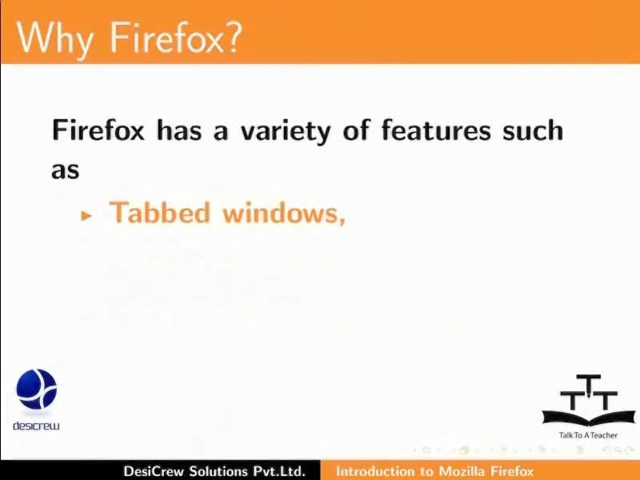 Why Firefox?
Firefox has a variety of features such
as
Tabbed windows,
desicrew
TTT
Talk To A Teacher
DesiCrew Solutions Pvt.Ltd.
Introduction to Mozilla Firefox